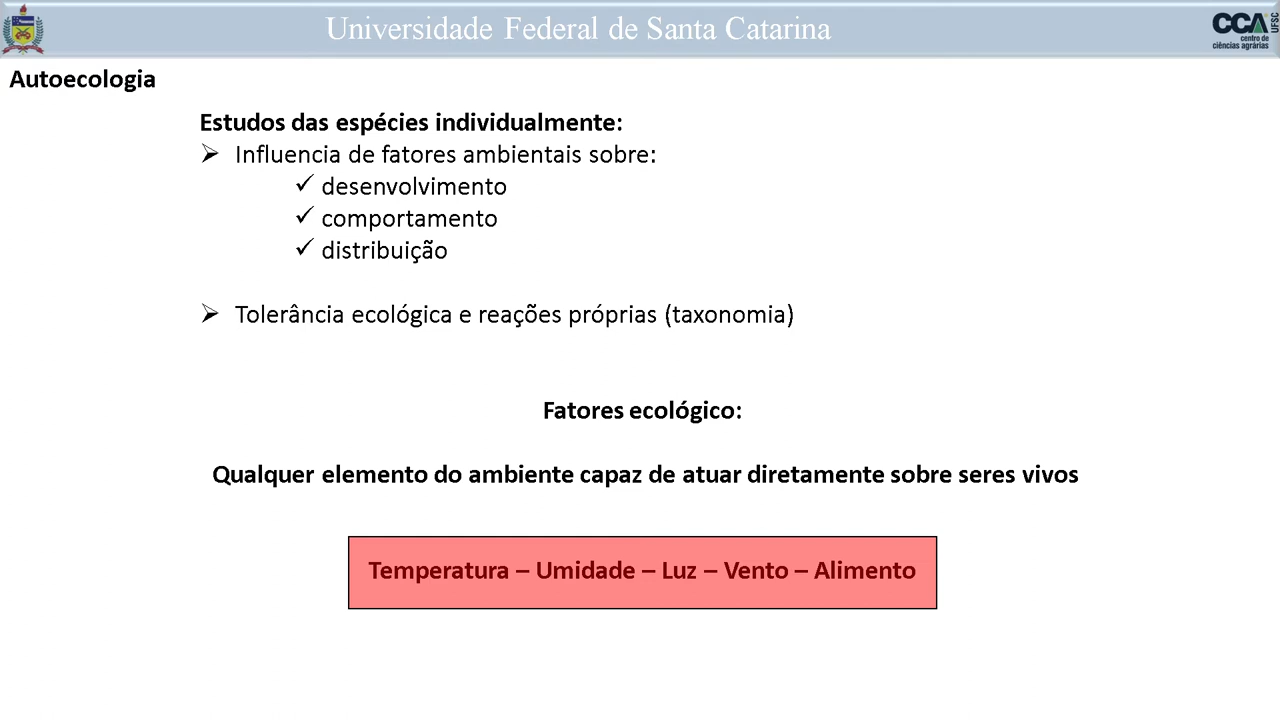 Universidade Federal de Santa Catarina
CCA
UFSC
centro de
ciências agrárias
Autoecologia
Estudos das espécies individualmente:
Influencia de fatores ambientais sobre:
desenvolvimento
comportamento
distribuição
Tolerância ecológica e reações próprias (taxonomia)
Fatores ecológico:
Qualquer elemento do ambiente capaz de atuar diretamente sobre seres vivos
Temperatura – Umidade – Luz – Vento – Alimento